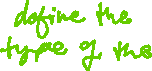 define the
type of the